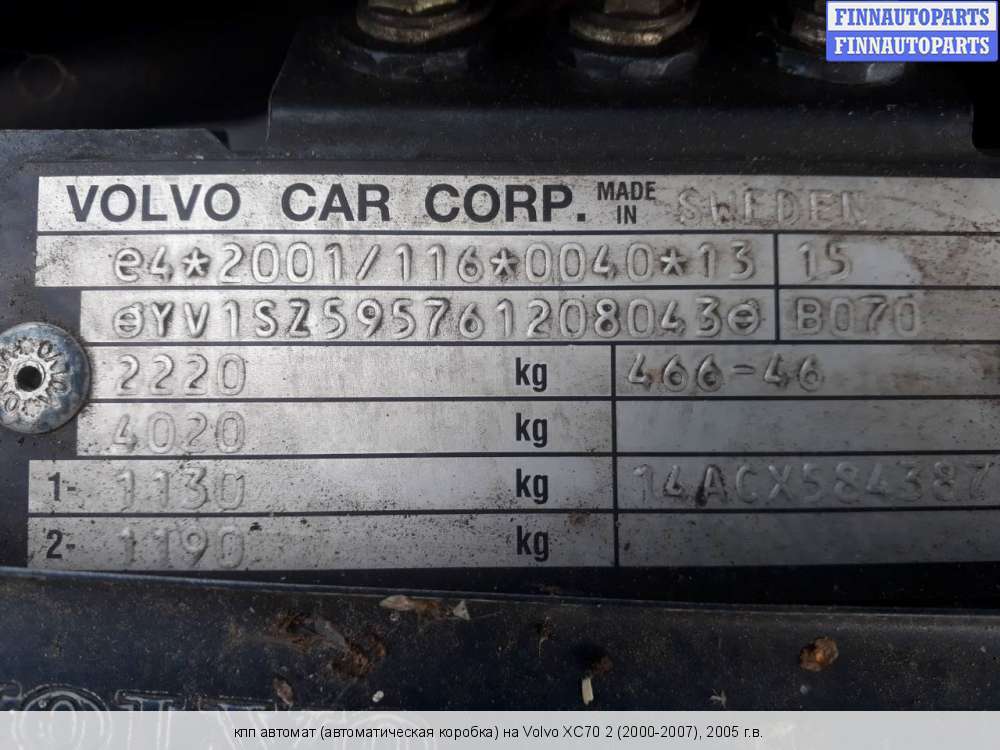 FINNAUTOPARTS
FINNAUTOPARTS
VOLVO CAR CORP. MADE IN SWEDEN
e4*2001/116*0040*13 15
YV1SZ595761208043 B070
2220 kg 466-46
4020 kg
1- 1130 kg 14ACX584387
2- 1190 kg
VOLVO
кпп автомат (автоматическая коробка) на Volvo XC70 2 (2000-2007), 2005 г.в.